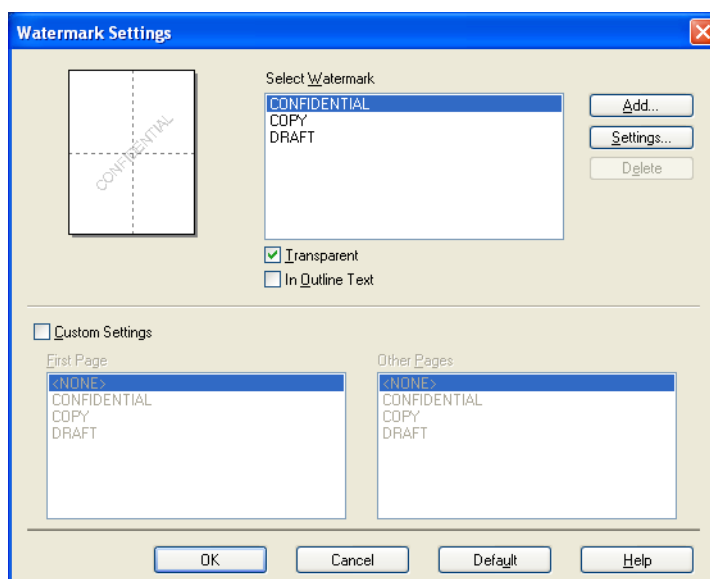 Watermark Settings
CONFIDENTIAL
Select Watermark
CONFIDENTIAL
COPY
DRAFT
Add...
Settings...
Delete
Transparent
In Outline Text
Custom Settings
First Page
<NONE>
CONFIDENTIAL
COPY
DRAFT
Other Pages
<NONE>
CONFIDENTIAL
COPY
DRAFT
OK
Cancel
Default
Help